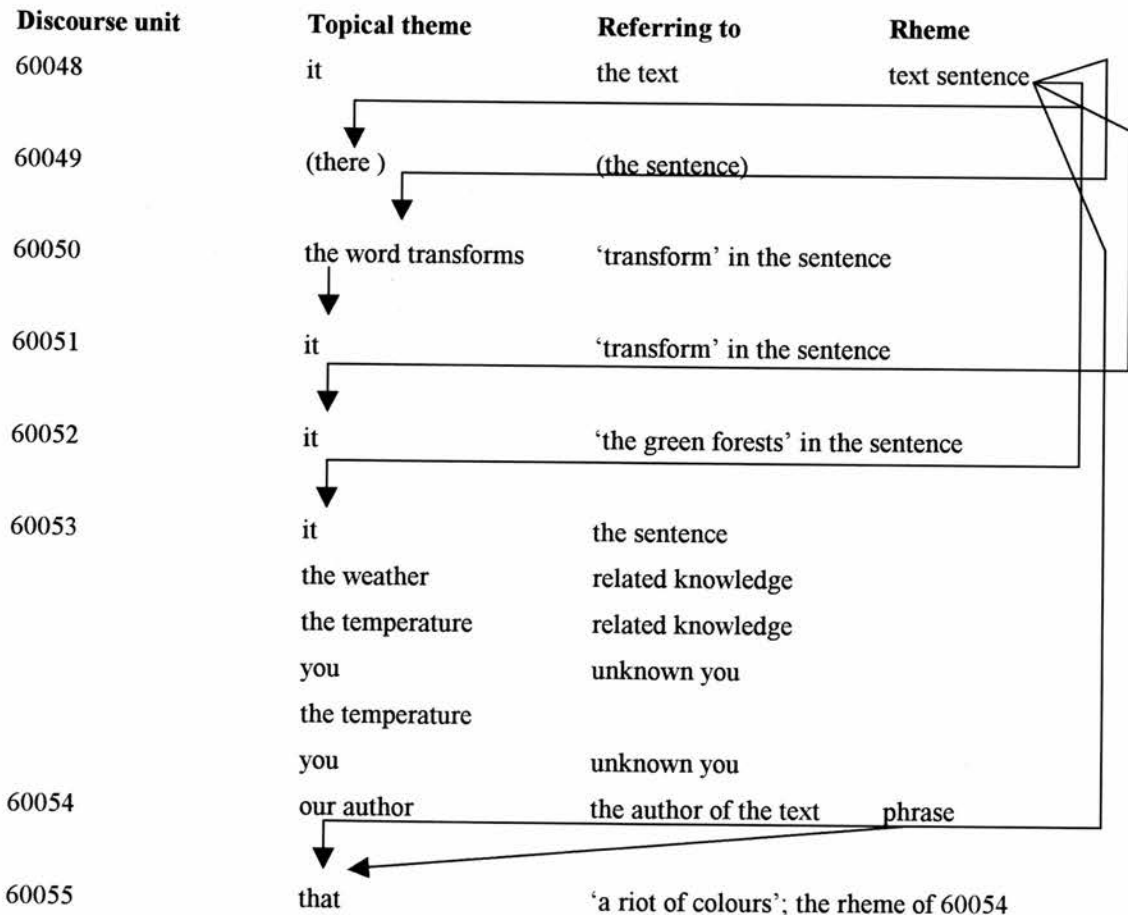 Discourse unit Topical theme Referring to Rheme
60048 it the text text sentence
60049 (there ) (the sentence)
60050 the word transforms ‘transform’ in the sentence
60051 it ‘transform’ in the sentence
60052 it ‘the green forests’ in the sentence
60053 it the sentence
the weather related knowledge
the temperature related knowledge
you unknown you
the temperature
you unknown you
60054 our author the author of the text phrase
60055 that ‘a riot of colours’; the rheme of 60054